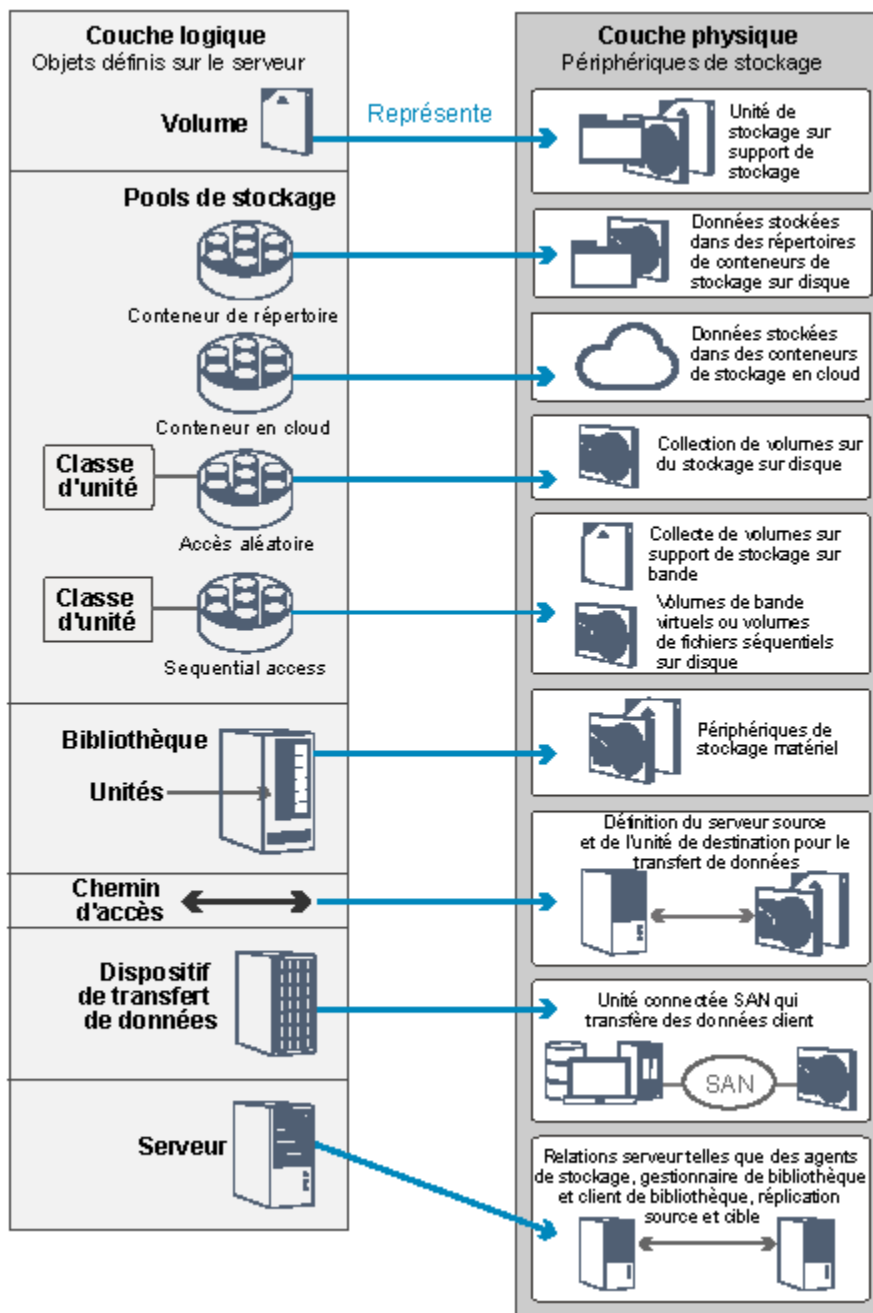 Couche logique
Objets définis sur le serveur
Volume
Pools de stockage
Conteneur de répertoire
Conteneur en cloud
Classe
d'unité
Accès aléatoire
Classe
d'unité
Sequential access
Bibliothèque
Unités
Chemin
d'accès
Dispositif
de transfert
de données
Serveur
Représente
Couche physique
Périphériques de stockage
Unité de
stockage sur
support de
stockage
Données stockées
dans des répertoires
de conteneurs de
stockage sur disque
Données stockées
dans des conteneurs
de stockage en cloud
Collection de volumes sur
du stockage sur disque
Collecte de volumes sur
support de stockage sur
bande
Volumes de bande
virtuels ou volumes
de fichiers séquentiels
sur disque
Périphériques de
stockage matériel
Définition du serveur source
et de l'unité de destination pour le
transfert de données
Unité connectée SAN qui
transfère des données client
SAN
Relations serveur telles que des agents
de stockage, gestionnaire de bibliothèque
et client de bibliothèque, réplication
source et cible